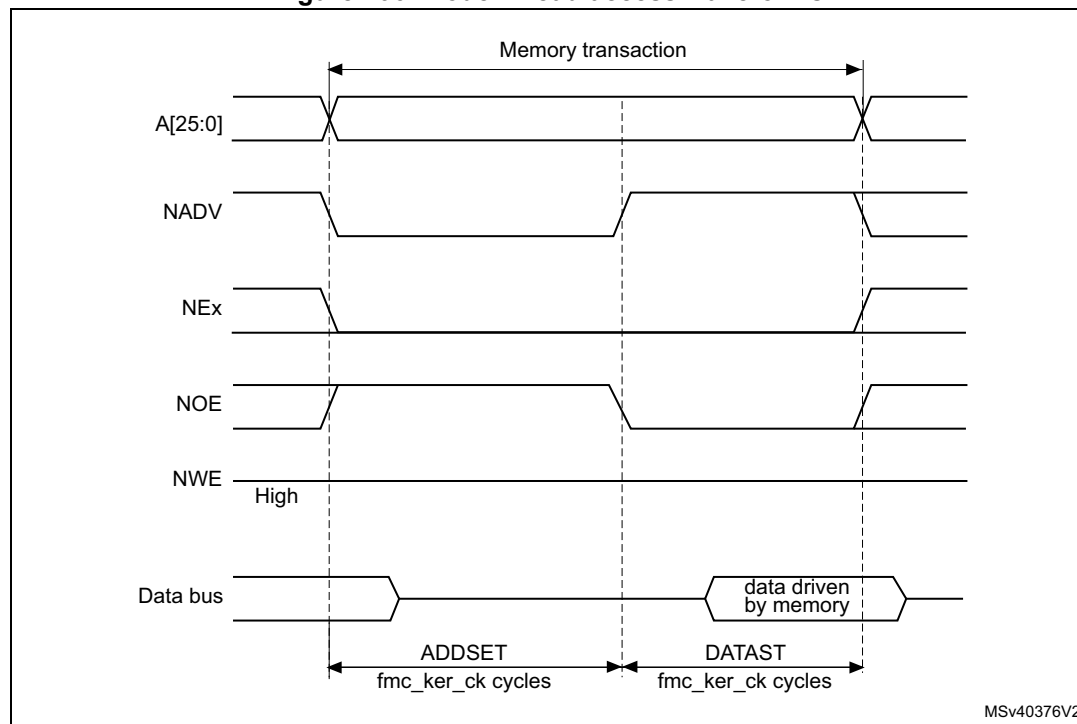 Memory transaction
A[25:0]
NADV
NEx
NOE
NWE
High
Data bus
data driven
by memory
ADDSET
DATAST
fmc_ker_ck cycles
fmc_ker_ck cycles
MSv40376V2